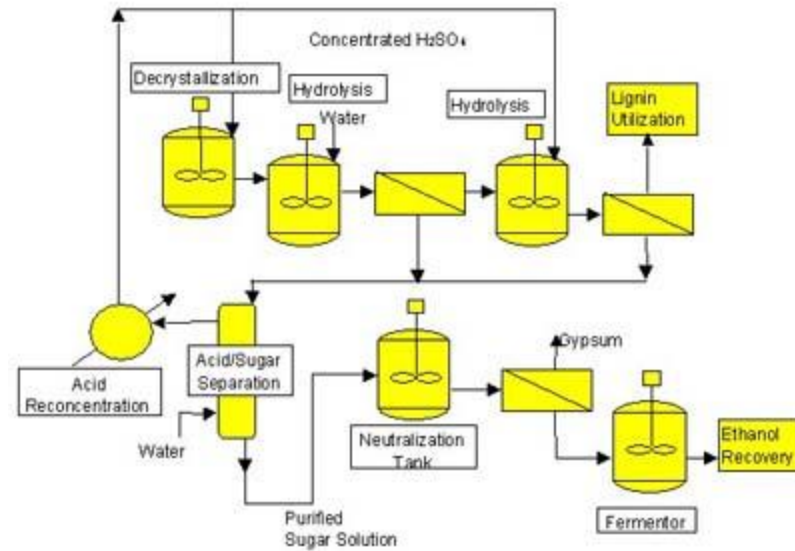 Concentrated H₂SO₄
Decrystallization
Hydrolysis
Water
Hydrolysis
Lignin
Utilization
Acid
Reconcentration
Acid/Sugar
Separation
Water
Purified
Sugar Solution
Neutralization
Tank
Gypsum
Fermentor
Ethanol
Recovery